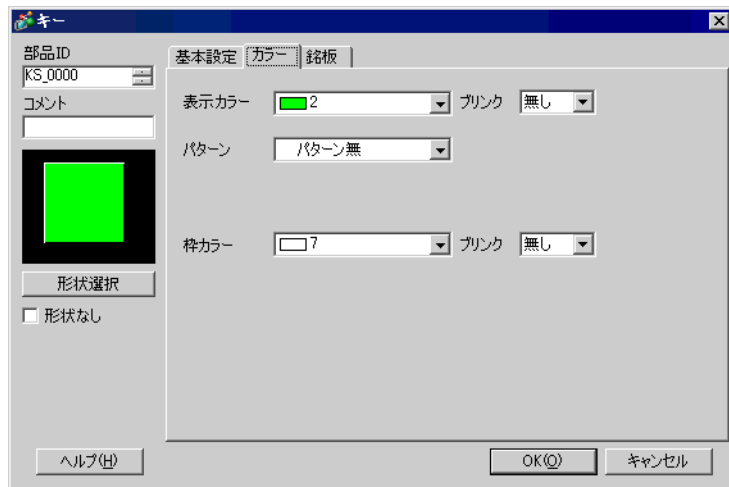 キー
部品ID
KS_0000
コメント
形状選択
形状なし
基本設定 カラー 銘板
表示カラー 2 ブリンク 無し
パターン パターン無
枠カラー 7 ブリンク 無し
ヘルプ(H) OK(O) キャンセル